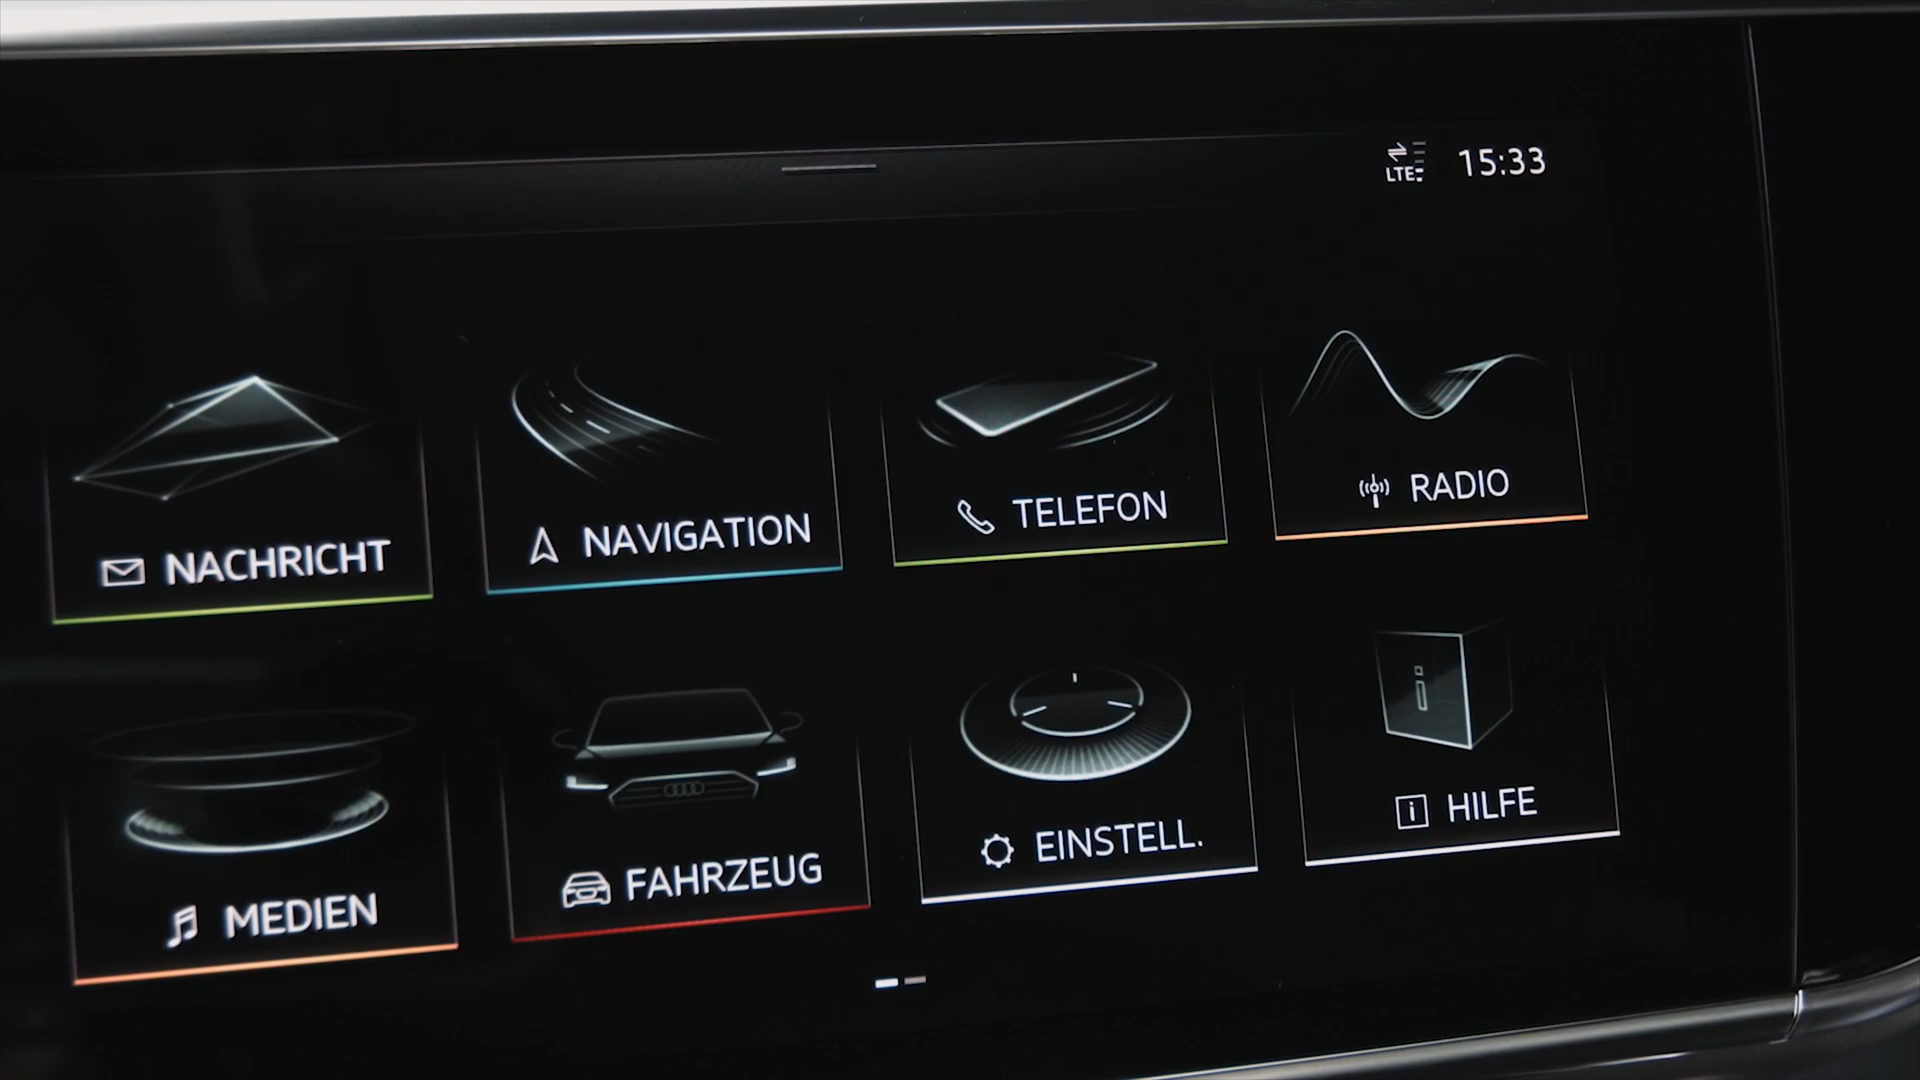 LTE 15:33
NACHRICHT
NAVIGATION
TELEFON
RADIO
MEDIEN
FAHRZEUG
EINSTELL.
HILFE